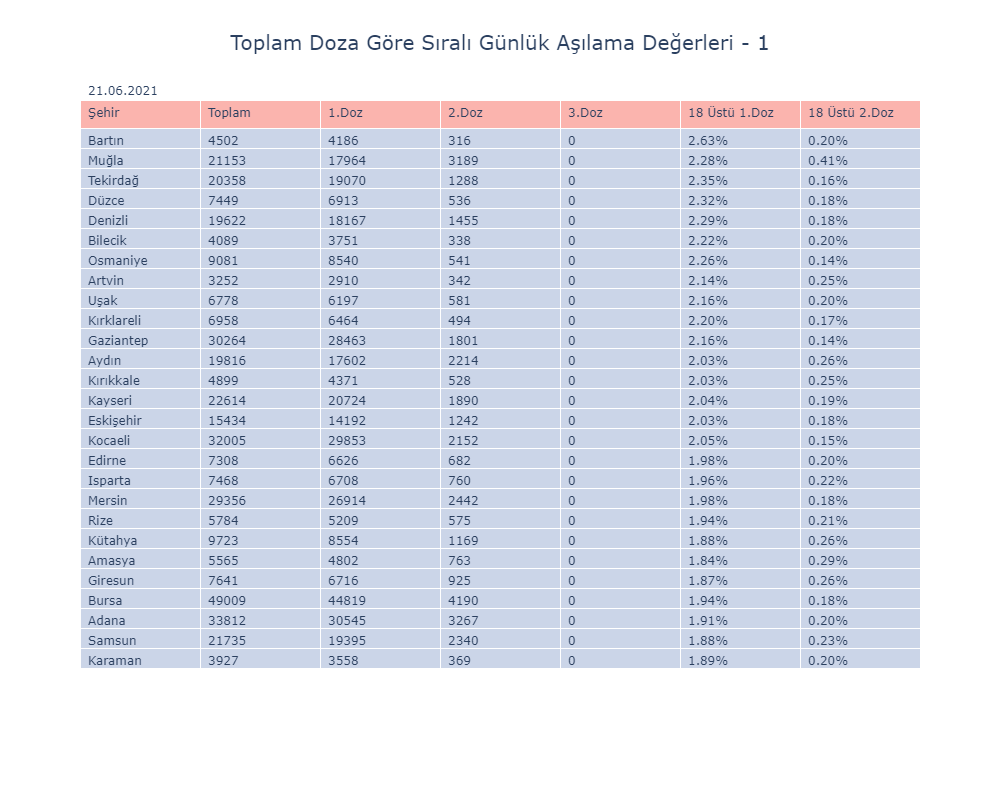 Toplam Doza Göre Sıralı Günlük Aşılama Değerleri - 1
21.06.2021
Şehir Toplam 1.Doz 2.Doz 3.Doz 18 Üstü 1.Doz 18 Üstü 2.Doz
Bartın 4502 4186 316 0 2.63% 0.20%
Muğla 21153 17964 3189 0 2.28% 0.41%
Tekirdağ 20358 19070 1288 0 2.35% 0.16%
Düzce 7449 6913 536 0 2.32% 0.18%
Denizli 19622 18167 1455 0 2.29% 0.18%
Bilecik 4089 3751 338 0 2.22% 0.20%
Osmaniye 9081 8540 541 0 2.26% 0.14%
Artvin 3252 2910 342 0 2.14% 0.25%
Uşak 6778 6197 581 0 2.16% 0.20%
Kırklareli 6958 6464 494 0 2.20% 0.17%
Gaziantep 30264 28463 1801 0 2.16% 0.14%
Aydın 19816 17602 2214 0 2.03% 0.26%
Kırıkkale 4899 4371 528 0 2.03% 0.25%
Kayseri 22614 20724 1890 0 2.04% 0.19%
Eskişehir 15434 14192 1242 0 2.03% 0.18%
Kocaeli 32005 29853 2152 0 2.05% 0.15%
Edirne 7308 6626 682 0 1.98% 0.20%
Isparta 7468 6708 760 0 1.96% 0.22%
Mersin 29356 26914 2442 0 1.98% 0.18%
Rize 5784 5209 575 0 1.94% 0.21%
Kütahya 9723 8554 1169 0 1.88% 0.26%
Amasya 5565 4802 763 0 1.84% 0.29%
Giresun 7641 6716 925 0 1.87% 0.26%
Bursa 49009 44819 4190 0 1.94% 0.18%
Adana 33812 30545 3267 0 1.91% 0.20%
Samsun 21735 19395 2340 0 1.88% 0.23%
Karaman 3927 3558 369 0 1.89% 0.20%